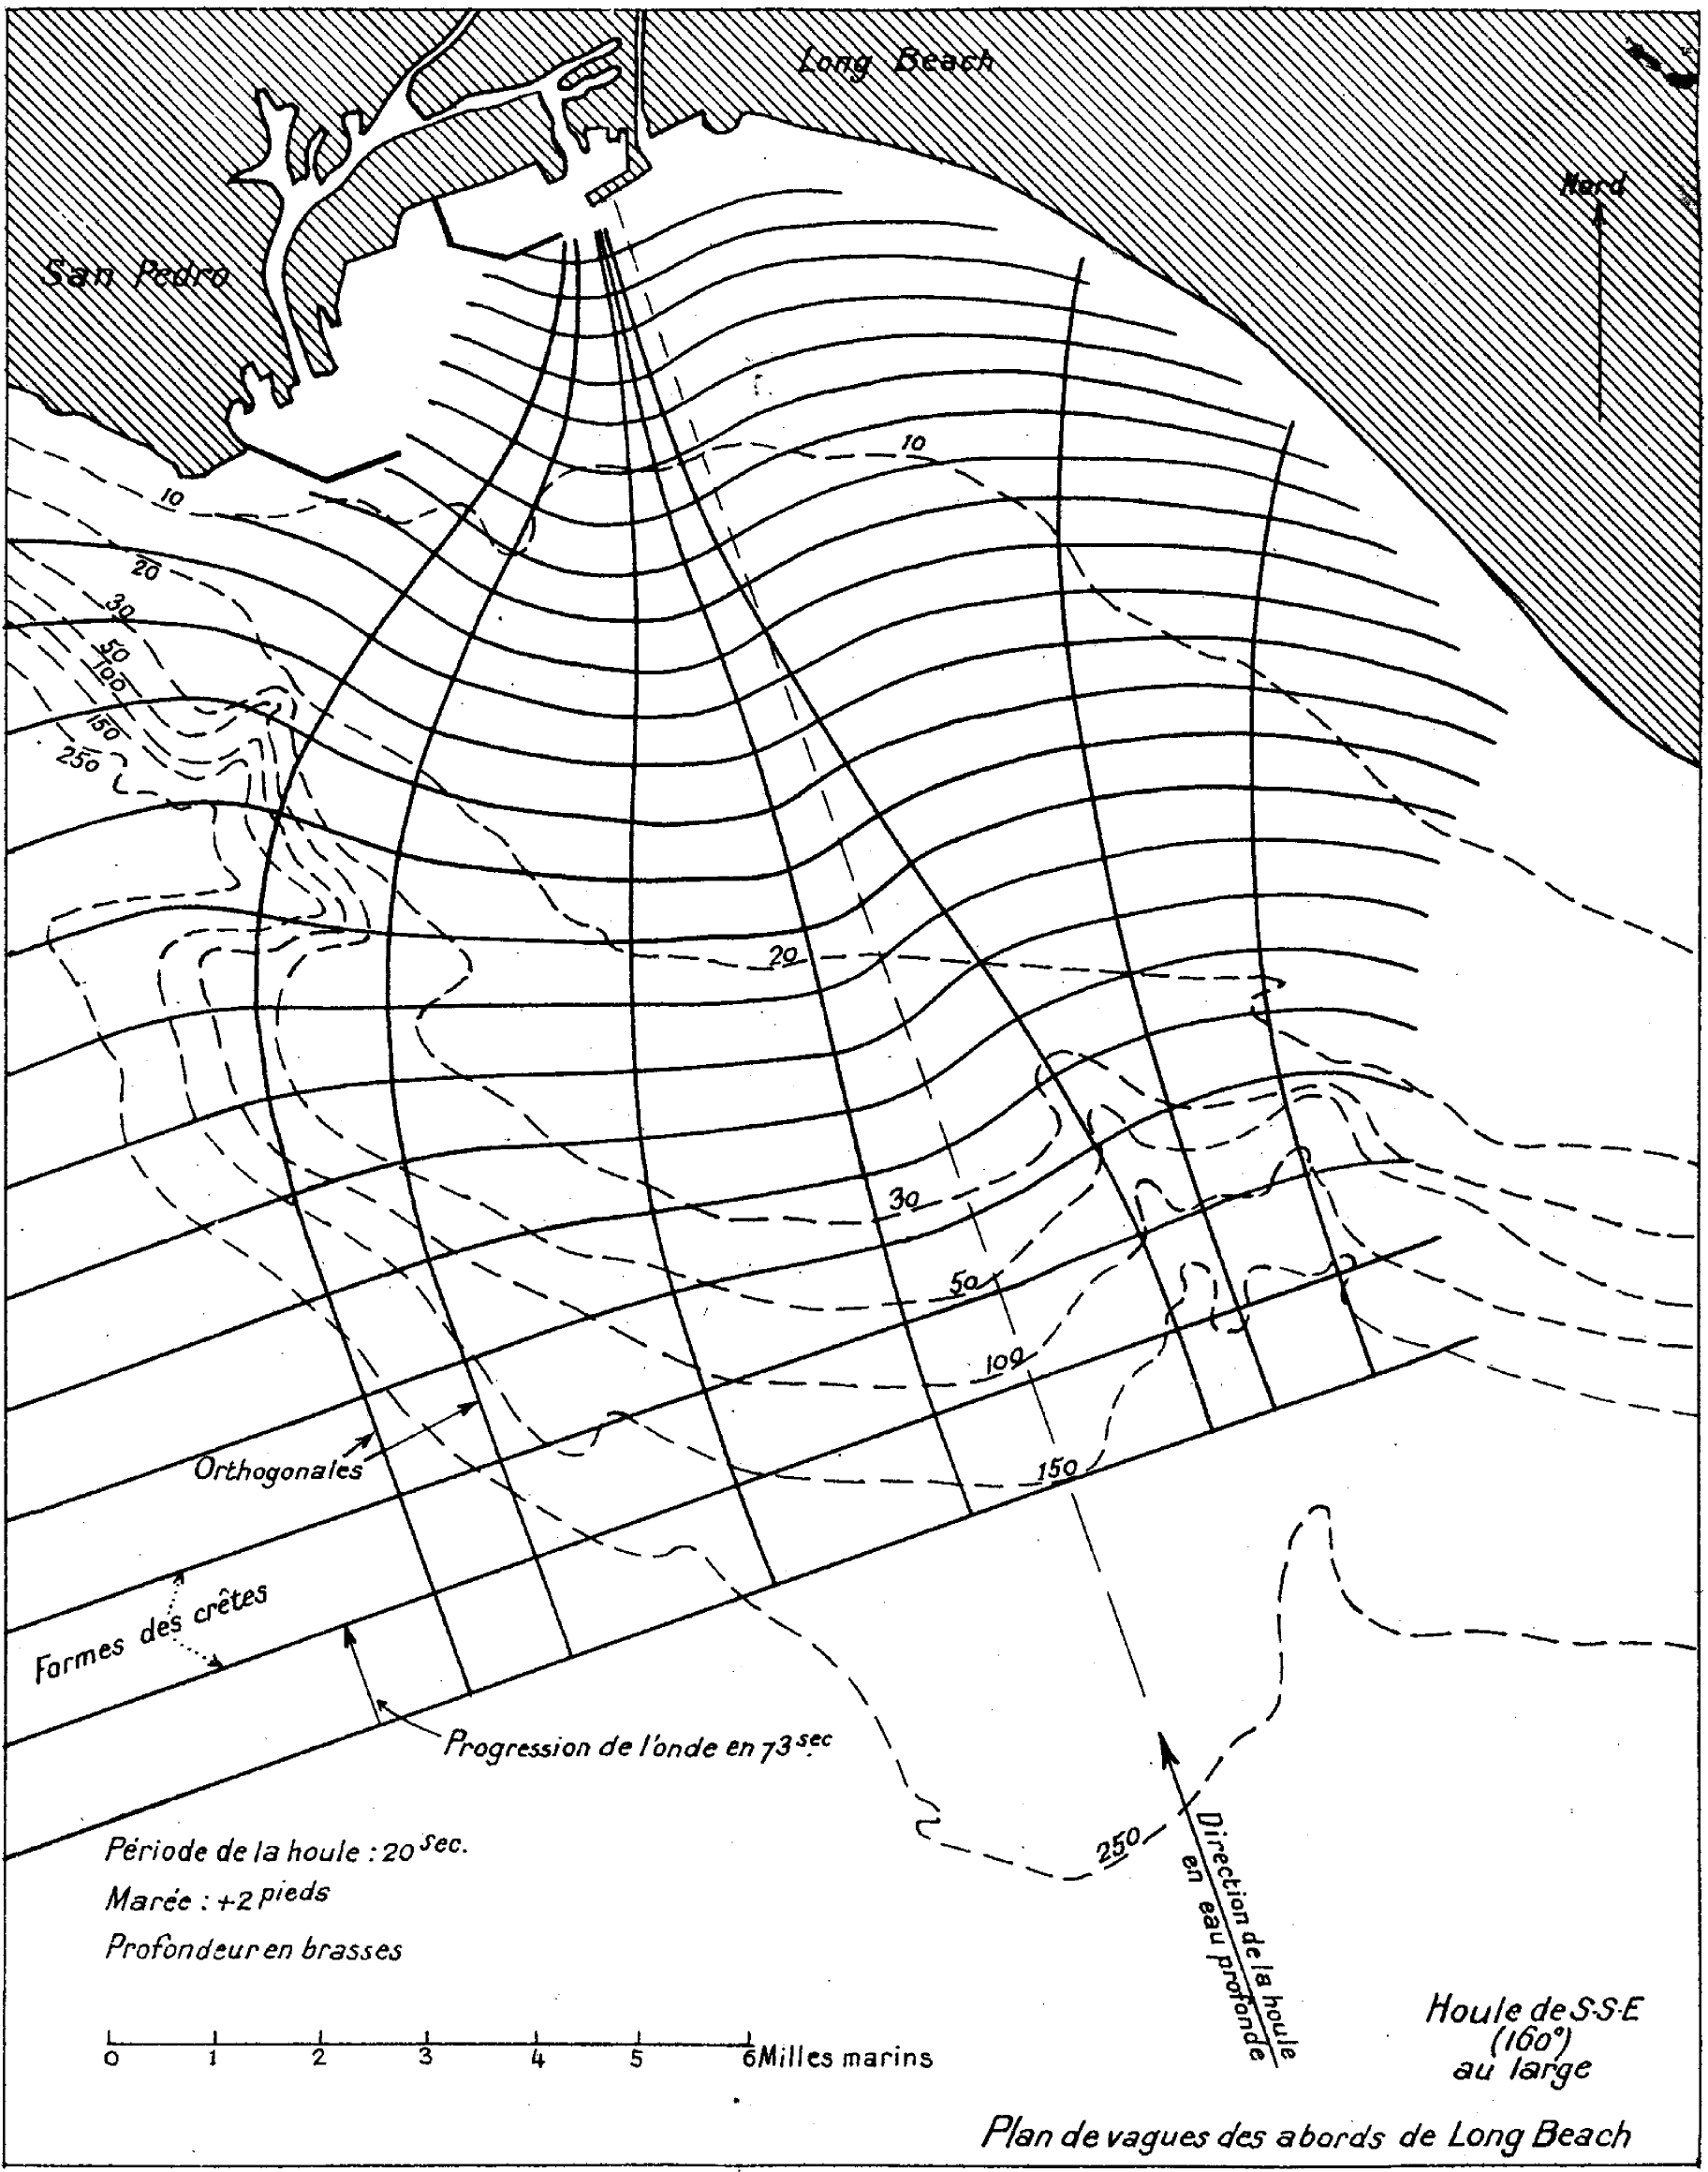 Long Beach
Nord
San Pedro
10
10
20
30
50
100
150
250
20
30
50
100
150
Orthogonales
Formes des crêtes
Progression de l'onde en 73 sec.
250
Direction de la houle
en eau profonde
Période de la houle : 20 sec.
Marée : +2 pieds
Profondeur en brasses
0 1 2 3 4 5 6 Milles marins
Houle de S-S-E
(160°)
au large
Plan de vagues des abords de Long Beach